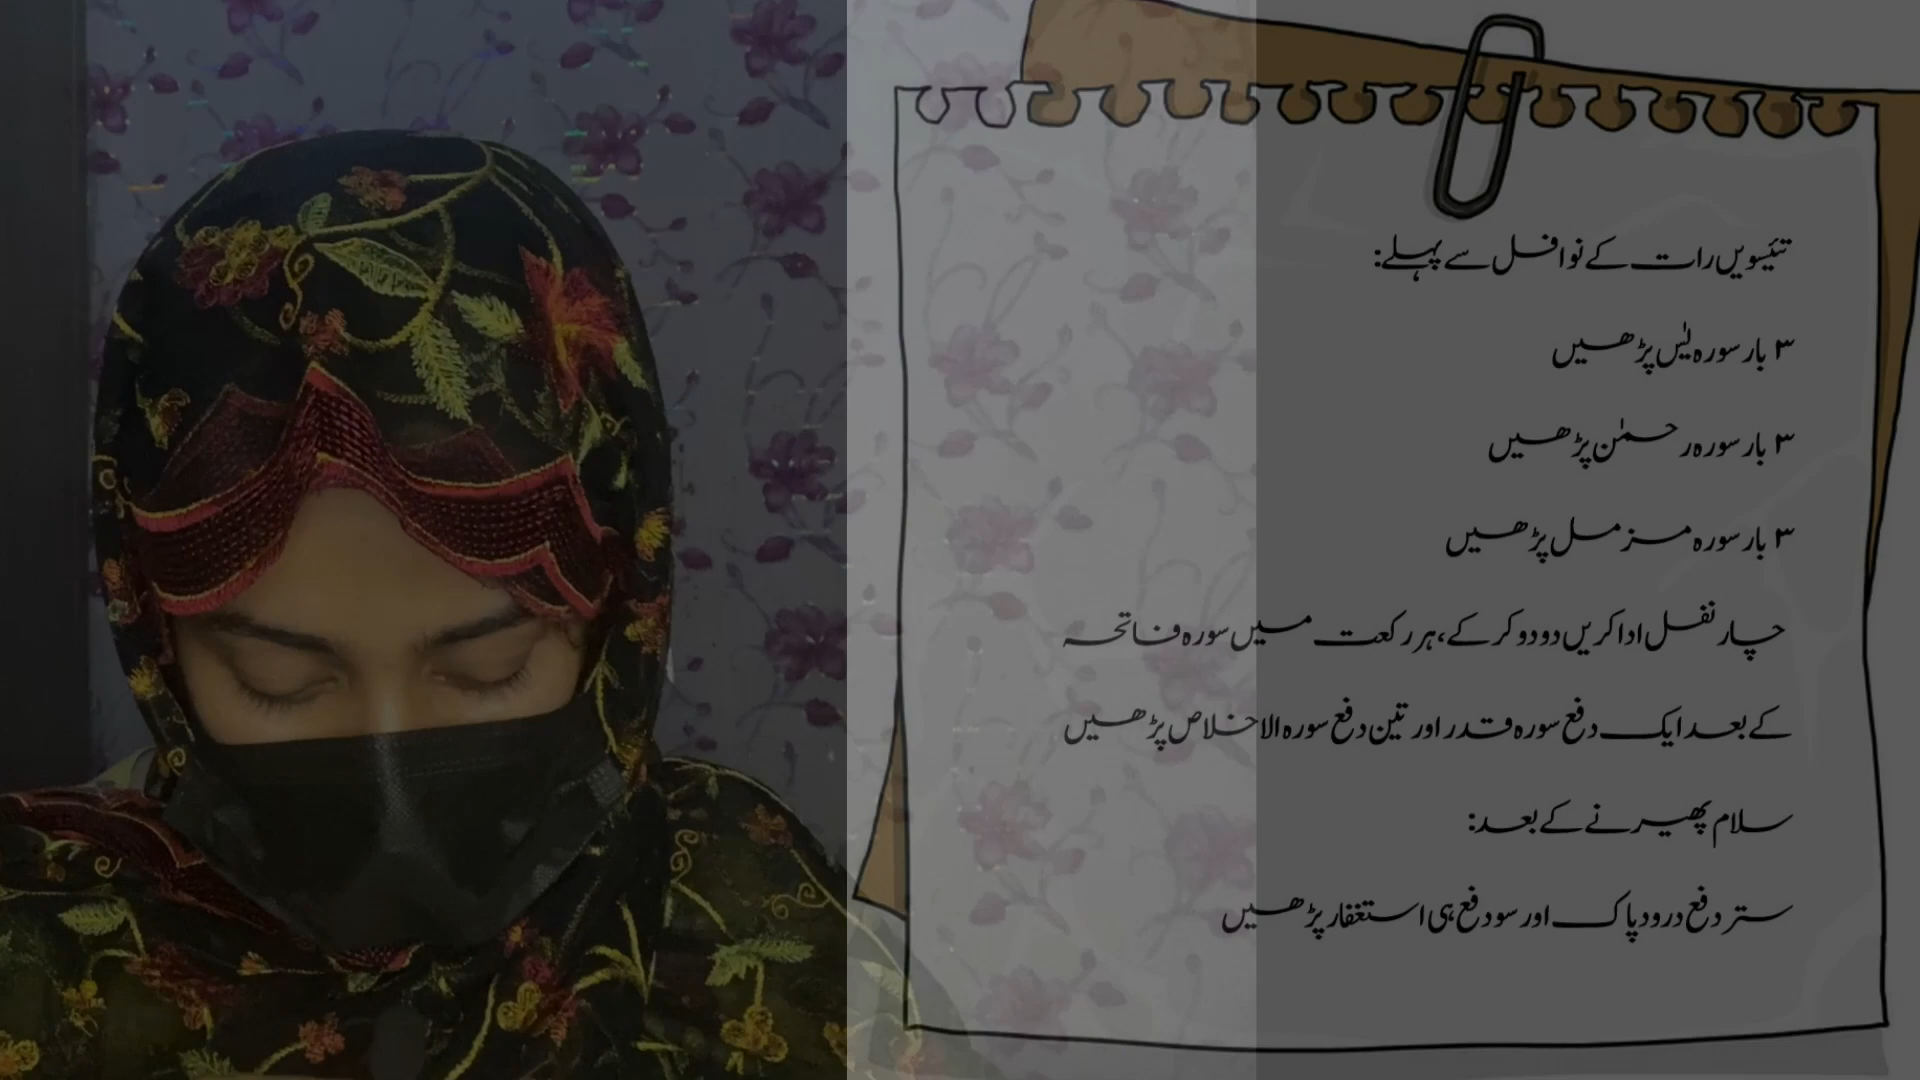 تئیسویں رات کے نوافل سے پہلے:
۳ بار سورہ یٰس پڑھیں
۳ بار سورہ رحمٰن پڑھیں
۳ بار سورہ مزمل پڑھیں
چار نفل ادا کریں دو دو کر کے، ہر رکعت میں سورہ فاتحہ
کے بعد ایک دفع سورہ قدر اور تین دفع سورہ الاخلاص پڑھیں
سلام پھیرنے کے بعد:
ستر دفع درود پاک اور سو دفع ہی استغفار پڑھیں